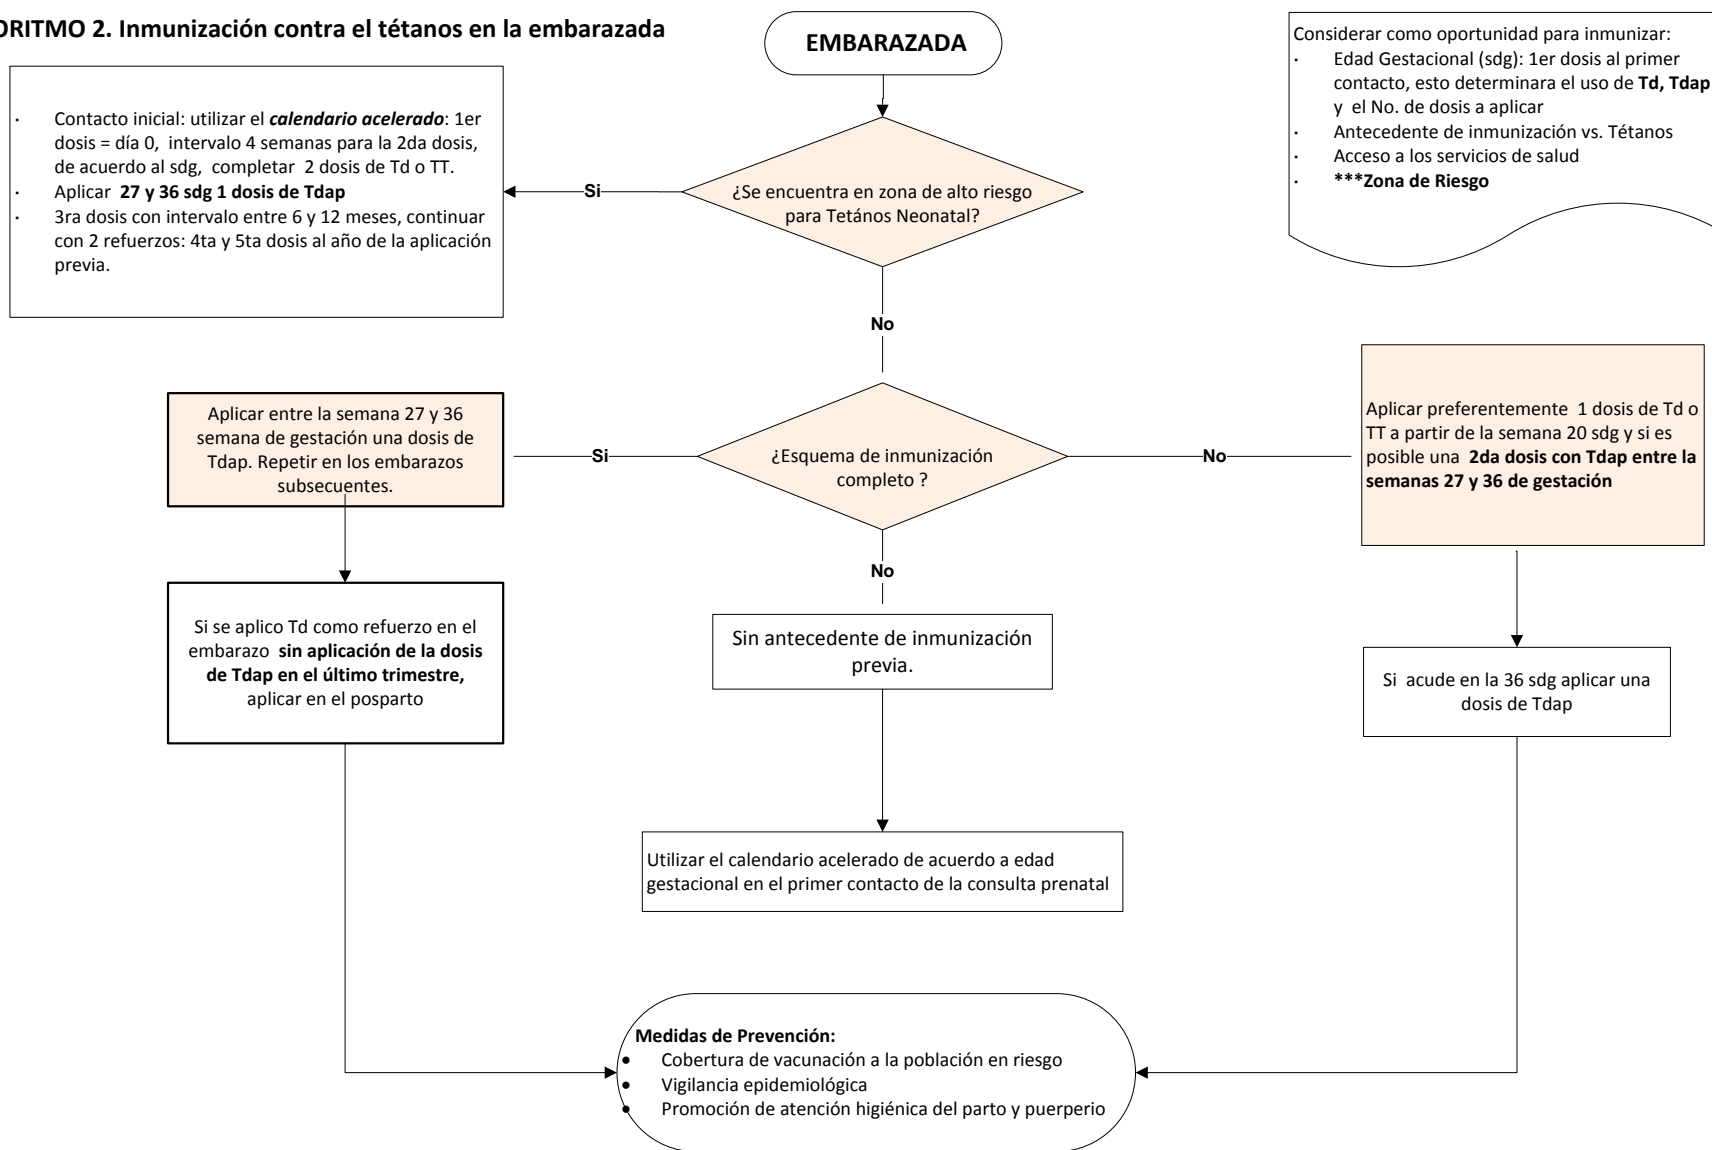 ORITMO 2. Inmunización contra el tétanos en la embarazada
EMBARAZADA
Considerar como oportunidad para inmunizar:
· Edad Gestacional (sdg): 1er dosis al primer
contacto, esto determinara el uso de Td, Tdap
y el No. de dosis a aplicar
· Antecedente de inmunización vs. Tétanos
· Acceso a los servicios de salud
· ***Zona de Riesgo
· Contacto inicial: utilizar el calendario acelerado: 1er
dosis = día 0, intervalo 4 semanas para la 2da dosis,
de acuerdo al sdg, completar 2 dosis de Td o TT.
· Aplicar 27 y 36 sdg 1 dosis de Tdap
· 3ra dosis con intervalo entre 6 y 12 meses, continuar
con 2 refuerzos: 4ta y 5ta dosis al año de la aplicación
previa.
Si
¿Se encuentra en zona de alto riesgo
para Tetános Neonatal?
No
Aplicar entre la semana 27 y 36
semana de gestación una dosis de
Tdap. Repetir en los embarazos
subsecuentes.
Si
¿Esquema de inmunización
completo ?
No
Aplicar preferentemente 1 dosis de Td o
TT a partir de la semana 20 sdg y si es
posible una 2da dosis con Tdap entre la
semanas 27 y 36 de gestación
No
Si se aplico Td como refuerzo en el
embarazo sin aplicación de la dosis
de Tdap en el último trimestre,
aplicar en el posparto
Sin antecedente de inmunización
previa.
Si acude en la 36 sdg aplicar una
dosis de Tdap
Utilizar el calendario acelerado de acuerdo a edad
gestacional en el primer contacto de la consulta prenatal
Medidas de Prevención:
• Cobertura de vacunación a la población en riesgo
• Vigilancia epidemiológica
• Promoción de atención higiénica del parto y puerperio